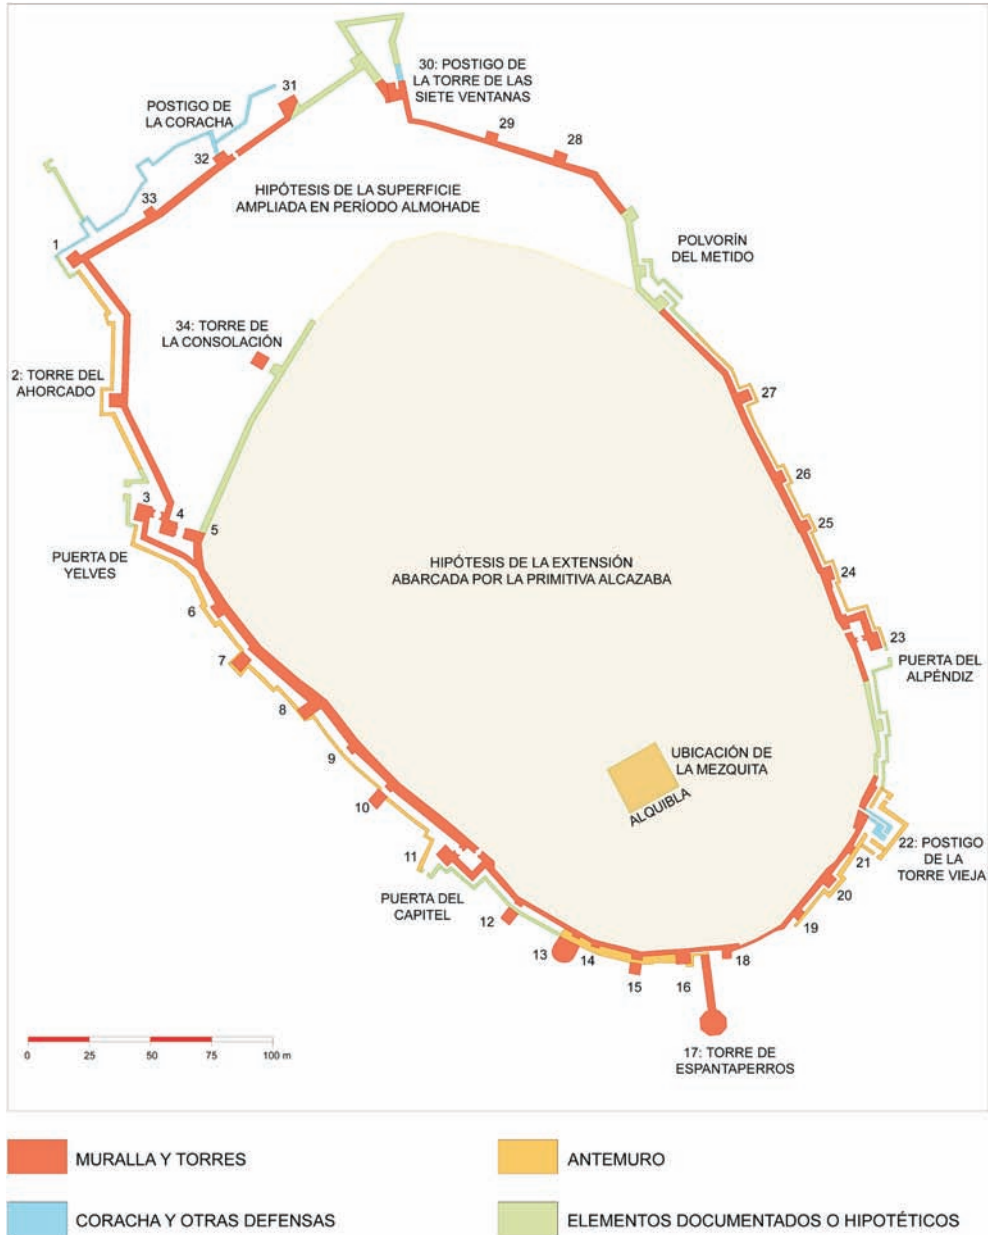 30: POSTIGO DE
LA TORRE DE LAS
SIETE VENTANAS
31
POSTIGO DE
LA CORACHA
32
29
28
33
HIPÓTESIS DE LA SUPERFICIE
AMPLIADA EN PERÍODO ALMOHADE
1
POLVORÍN
DEL METIDO
34: TORRE DE
LA CONSOLACIÓN
2: TORRE DEL
AHORCADO
27
26
3
4
5
25
PUERTA DE
YELVES
HIPÓTESIS DE LA EXTENSIÓN
ABARCADA POR LA PRIMITIVA ALCAZABA
24
6
23
PUERTA DEL
ALPÉNDIZ
7
8
9
UBICACIÓN DE
LA MEZQUITA
ALQUIBLA
10
22: POSTIGO
DE LA
TORRE VIEJA
11
21
20
PUERTA DEL
CAPITEL
12
19
13
14
15
16
18
17: TORRE DE
ESPANTAPERROS
0 25 50 75 100 m
MURALLA Y TORRES
ANTEMURO
CORACHA Y OTRAS DEFENSAS
ELEMENTOS DOCUMENTADOS O HIPOTÉTICOS